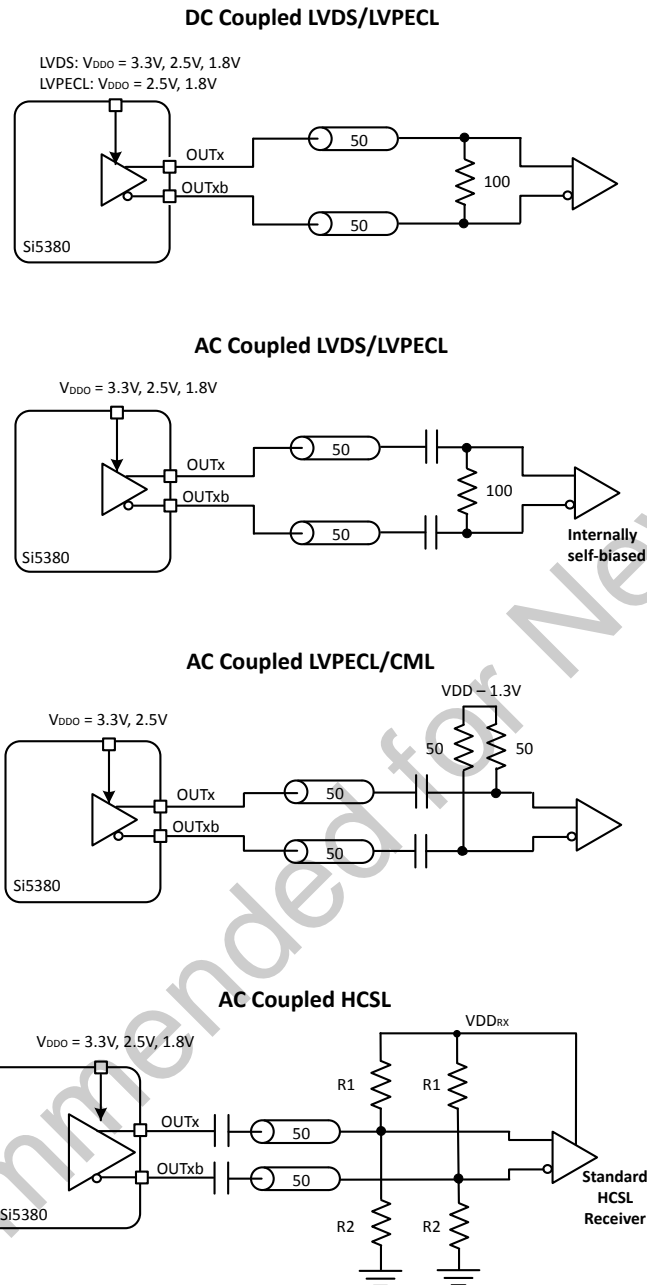 DC Coupled LVDS/LVPECL
LVDS: VDDO = 3.3V, 2.5V, 1.8V
LVPECL: VDDO = 2.5V, 1.8V
50
OUTx
100
OUTxb
50
Si5380
AC Coupled LVDS/LVPECL
VDDO = 3.3V, 2.5V, 1.8V
50
OUTx
100
OUTxb
50
Internally
self-biased
Si5380
AC Coupled LVPECL/CML
VDD – 1.3V
VDDO = 3.3V, 2.5V
50
50
OUTx
50
OUTxb
50
Si5380
AC Coupled HCSL
VDDRX
VDDO = 3.3V, 2.5V, 1.8V
R1
R1
OUTx
50
OUTxb
50
Standard
HCSL
Receiver
Si5380
R2
R2
mmended for Ne